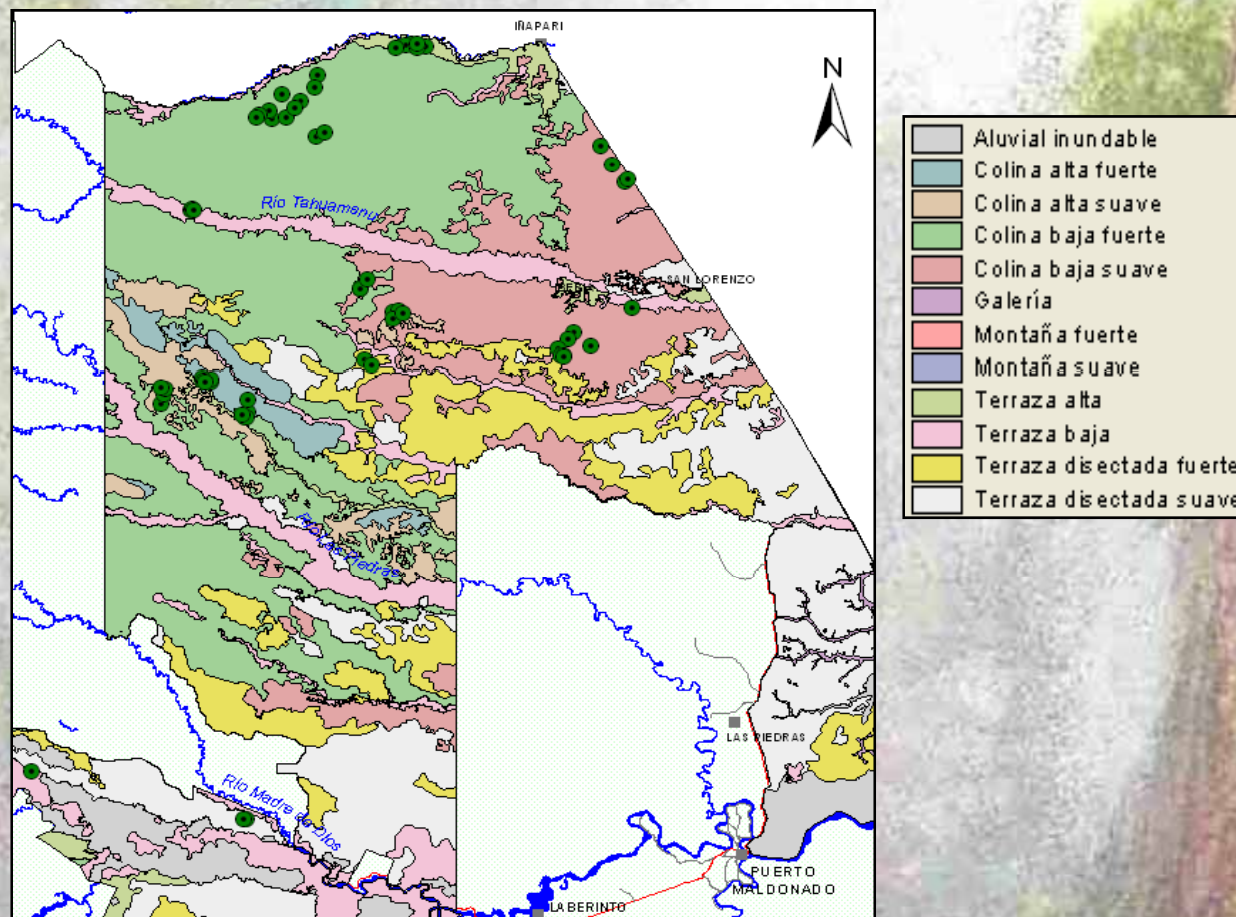 IÑAPARI
N
Río Tahuamanu
SAN LORENZO
Río Las Piedras
LAS PIEDRAS
Río Madre de Dios
PUERTO
MALDONADO
LABERINTO
Aluvial inundable
Colina alta fuerte
Colina alta suave
Colina baja fuerte
Colina baja suave
Galería
Montaña fuerte
Montaña suave
Terraza alta
Terraza baja
Terraza disectada fuerte
Terraza disectada suave